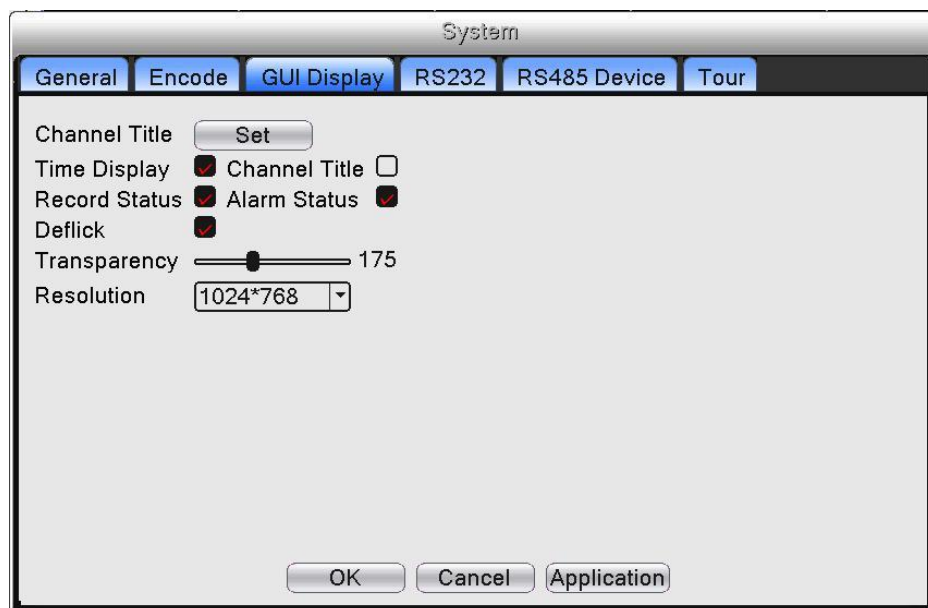 System
General Encode GUI Display RS232 RS485 Device Tour
Channel Title Set
Time Display Channel Title
Record Status Alarm Status
Deflick
Transparency 175
Resolution 1024*768
OK Cancel Application